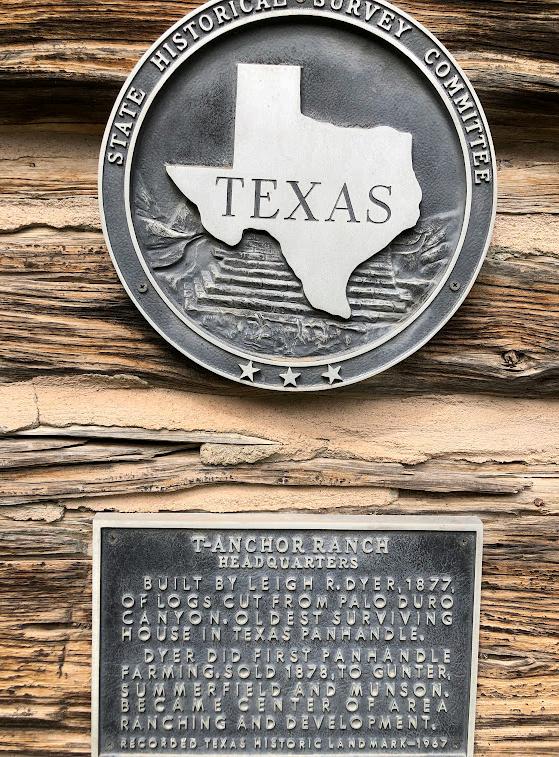 STATE HISTORICAL SURVEY COMMITTEE
TEXAS
T-ANCHOR RANCH
HEADQUARTERS
BUILT BY LEIGH R. DYER, 1877,
OF LOGS CUT FROM PALO DURO
CANYON. OLDEST SURVIVING
HOUSE IN TEXAS PANHANDLE.
DYER DID FIRST PANHANDLE
FARMING. SOLD 1878, TO GUNTER,
SUMMERFIELD AND MUNSON.
BECAME CENTER OF AREA
RANCHING AND DEVELOPMENT.
RECORDED TEXAS HISTORIC LANDMARK-1967